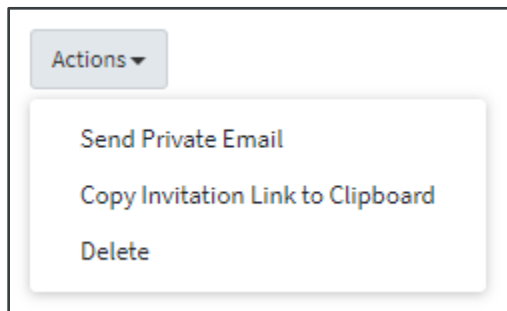 Actions
Send Private Email
Copy Invitation Link to Clipboard
Delete